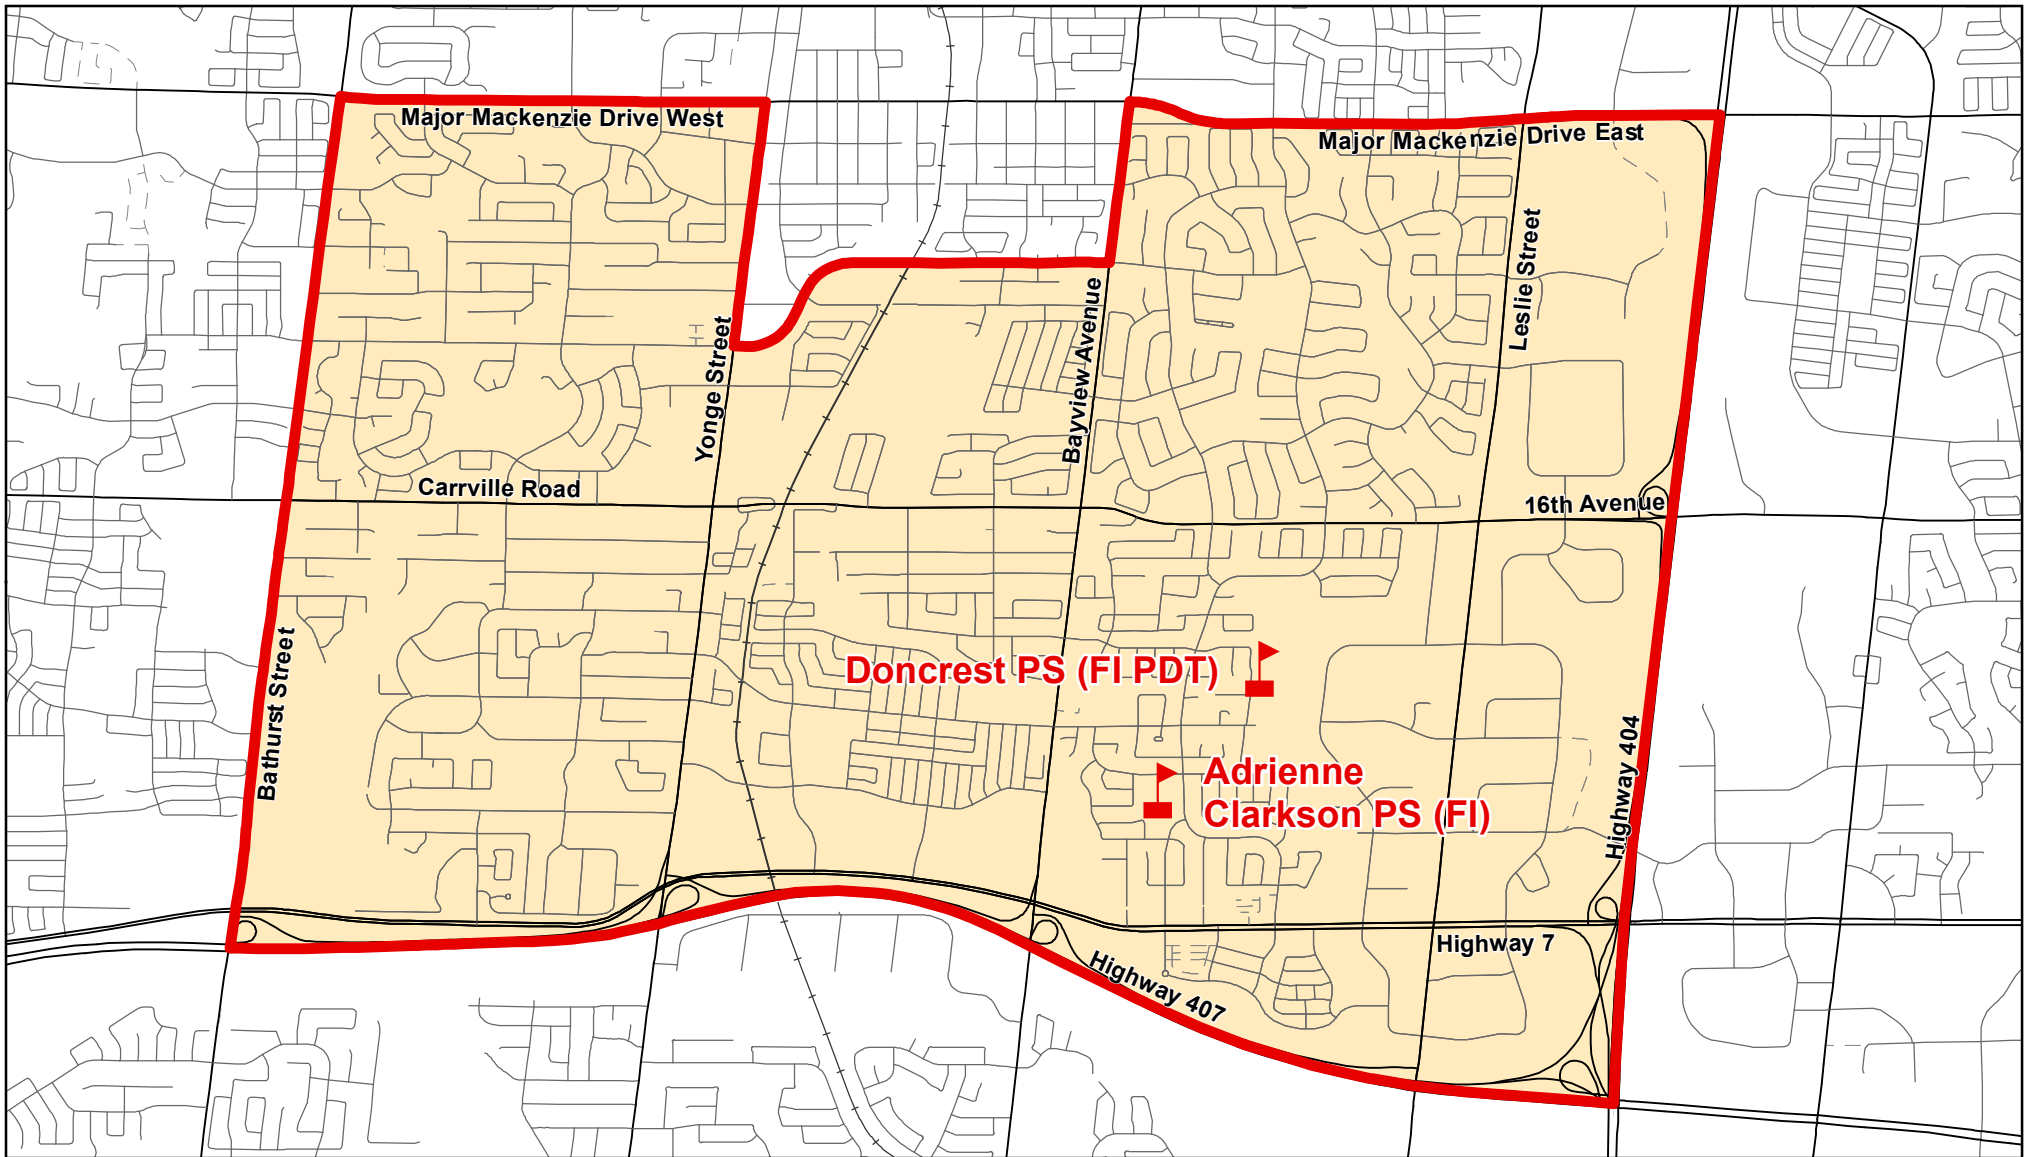 Major Mackenzie Drive West
Major Mackenzie Drive East
Leslie Street
Bayview Avenue
Yonge Street
Carrville Road
16th Avenue
Bathurst Street
Doncrest PS (FI PDT)
Highway 404
Adrienne
Clarkson PS (FI)
Highway 7
Highway 407